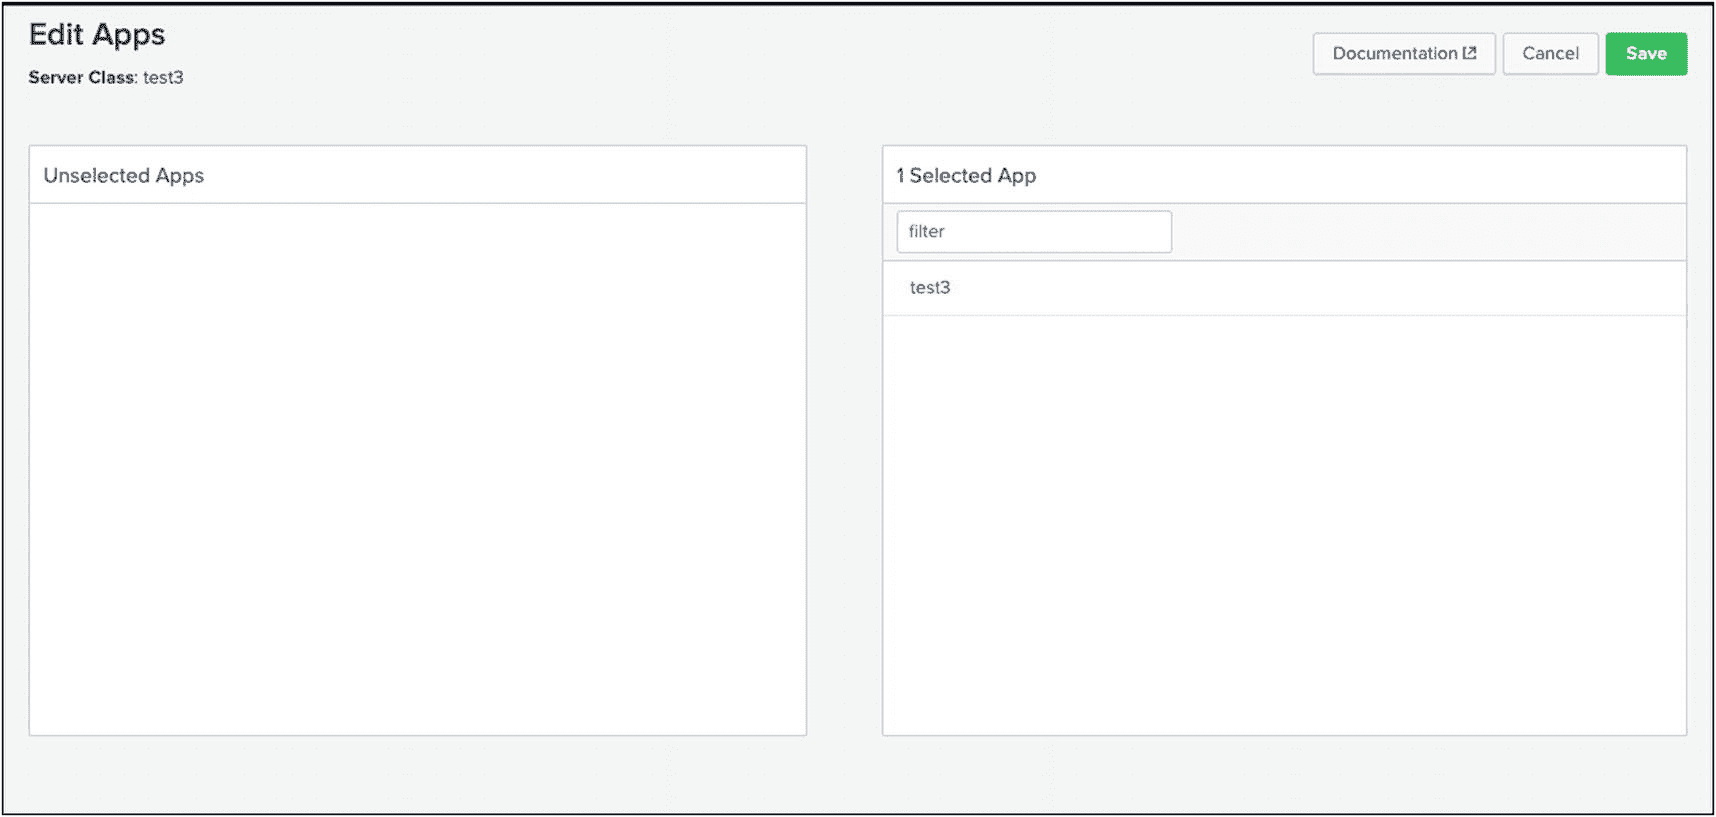 Edit Apps
Server Class: test3
Documentation
Cancel
Save
Unselected Apps
1 Selected App
filter
test3